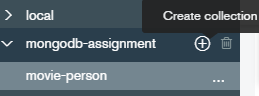 local
Create collection
mongodb-assignment
movie-person
...